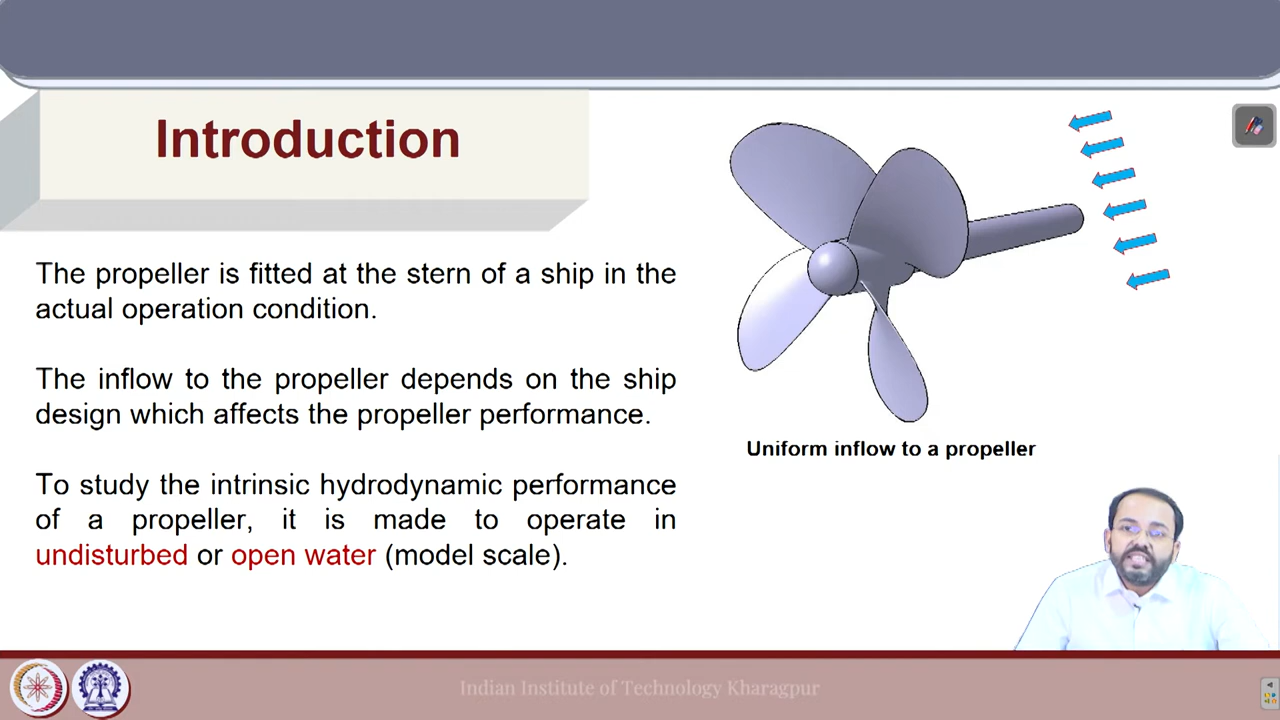 Introduction
The propeller is fitted at the stern of a ship in the
actual operation condition.
The inflow to the propeller depends on the ship
design which affects the propeller performance.
To study the intrinsic hydrodynamic performance
of a propeller, it is made to operate in
undisturbed or open water (model scale).
Uniform inflow to a propeller
Indian Institute of Technology Kharagpur